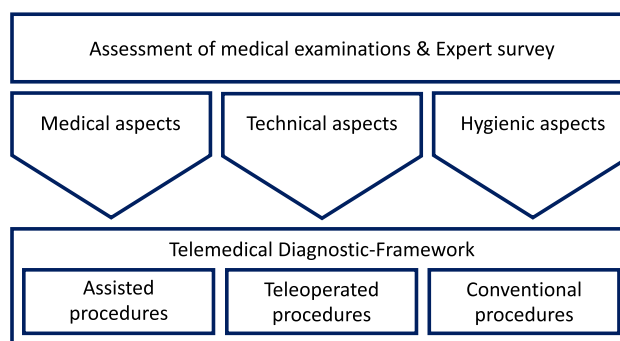 Assessment of medical examinations & Expert survey
Medical aspects
Technical aspects
Hygienic aspects
Telemedical Diagnostic-Framework
Assisted
procedures
Teleoperated
procedures
Conventional
procedures